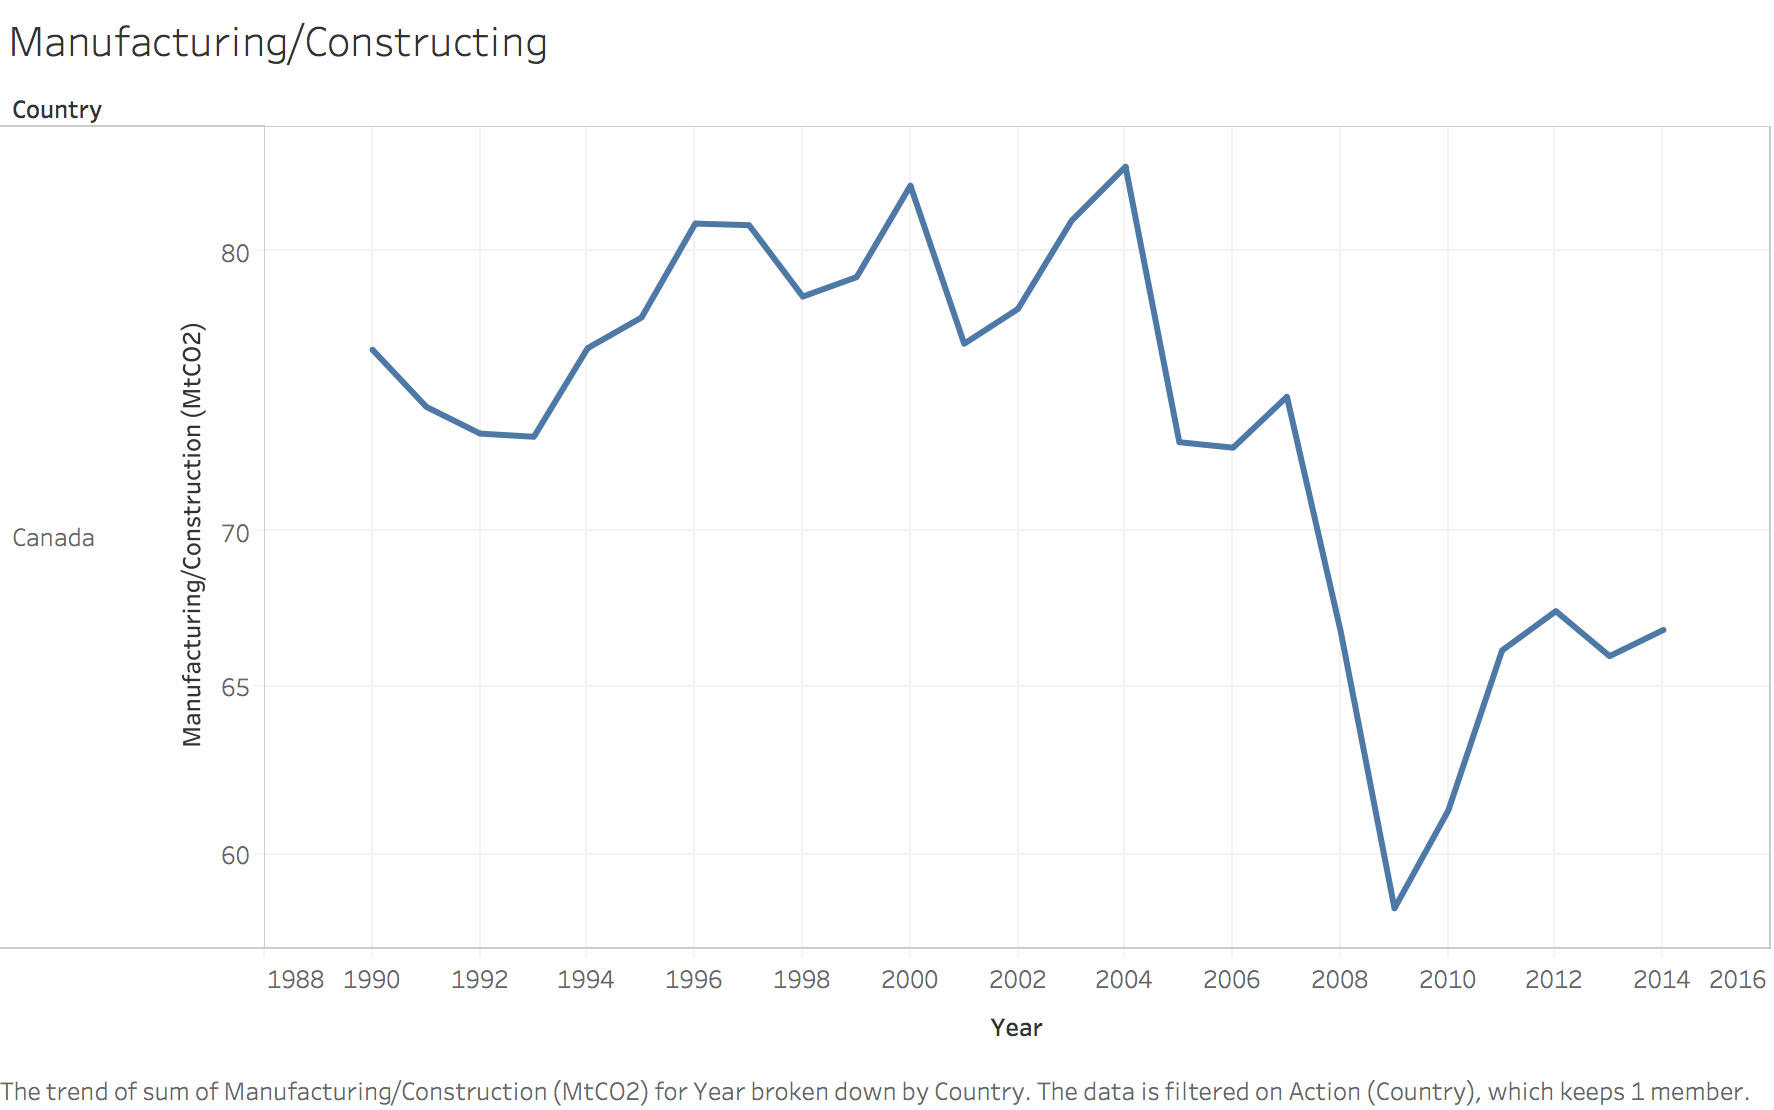 Manufacturing/Constructing
Country
80
70
65
60
Manufacturing/Construction (MtCO2)
Canada
1988 1990 1992 1994 1996 1998 2000 2002 2004 2006 2008 2010 2012 2014 2016
Year
The trend of sum of Manufacturing/Construction (MtCO2) for Year broken down by Country. The data is filtered on Action (Country), which keeps 1 member.